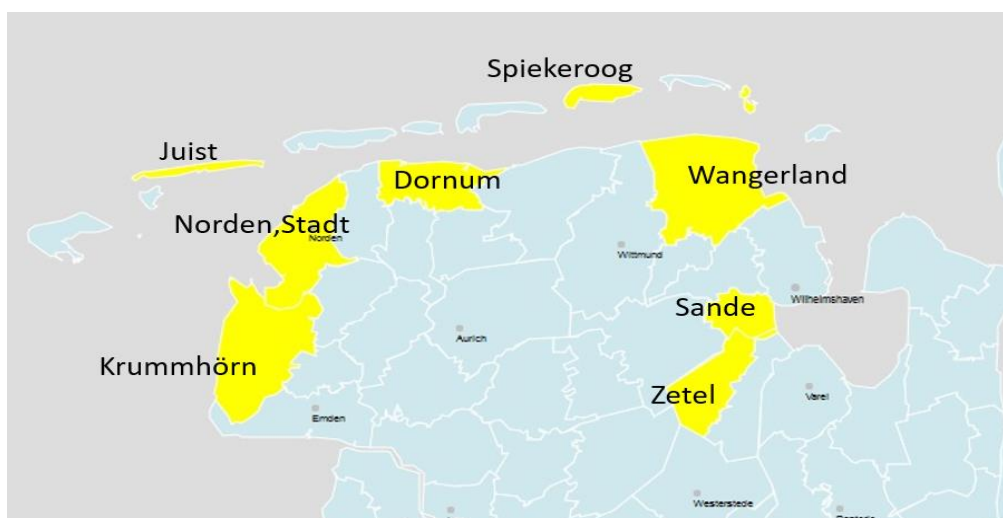 Spiekeroog
Juist
Dornum
Wangerland
Norden,Stadt
Norden
Wittmund
Sande
Wilhelmshaven
Aurich
Krummhörn
Zetel
Varel
Emden
Westerstede